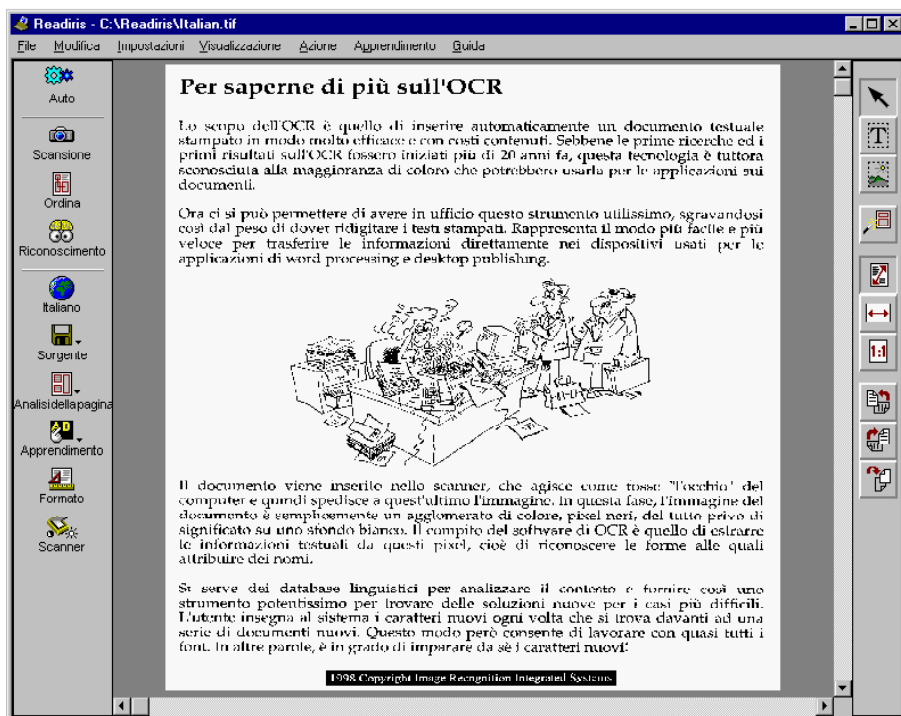 Readiris - C:\Readiris\Italian.tif
File Modifica Impostazioni Visualizzazione Azione Apprendimento Guida
Auto
Scansione
Ordina
Riconoscimento
Italiano
Sorgente
Analisi della pagina
Apprendimento
Formato
Scanner
Per saperne di più sull'OCR
Lo scopo dell'OCR è quello di inserire automaticamente un documento testuale
stampato in modo molto efficace e con costi contenuti. Sebbene le prime ricerche ed i
primi risultati sull'OCR fossero iniziati più di 20 anni fa, questa tecnologia è tuttora
sconosciuta alla maggioranza di coloro che potrebbero usarla per le applicazioni sui
documenti.
Ora ci si può permettere di avere in ufficio questo strumento utilissimo, sgravandosi
così dal peso di dover ridigitare i testi stampati. Rappresenta il modo più facile e più
veloce per trasferire le informazioni direttamente nei dispositivi usati per le
applicazioni di word processing e desktop publishing.
Il documento viene inserito nello scanner, che agisce come fosse "l'occhio" del
computer e quindi spedisce a quest'ultimo l'immagine. In questa fase, l'immagine del
documento è semplicemente un agglomerato di colore, pixel neri, del tutto privo di
significato su uno sfondo bianco. Il compito del software di OCR è quello di estrarre
le informazioni testuali da questi pixel, cioè di riconoscere le forme alle quali
attribuire dei nomi.
Si serve dei database linguistici per analizzare il contesto e fornire così uno
strumento potentissimo per trovare delle soluzioni nuove per i casi più difficili.
L'utente insegna al sistema i caratteri nuovi ogni volta che si trova davanti ad una
serie di documenti nuovi. Questo modo però consente di lavorare con quasi tutti i
font. In altre parole, è in grado di imparare da sè i caratteri nuovi!
1998 Copyright Image Recognition Integrated Systems
1:1